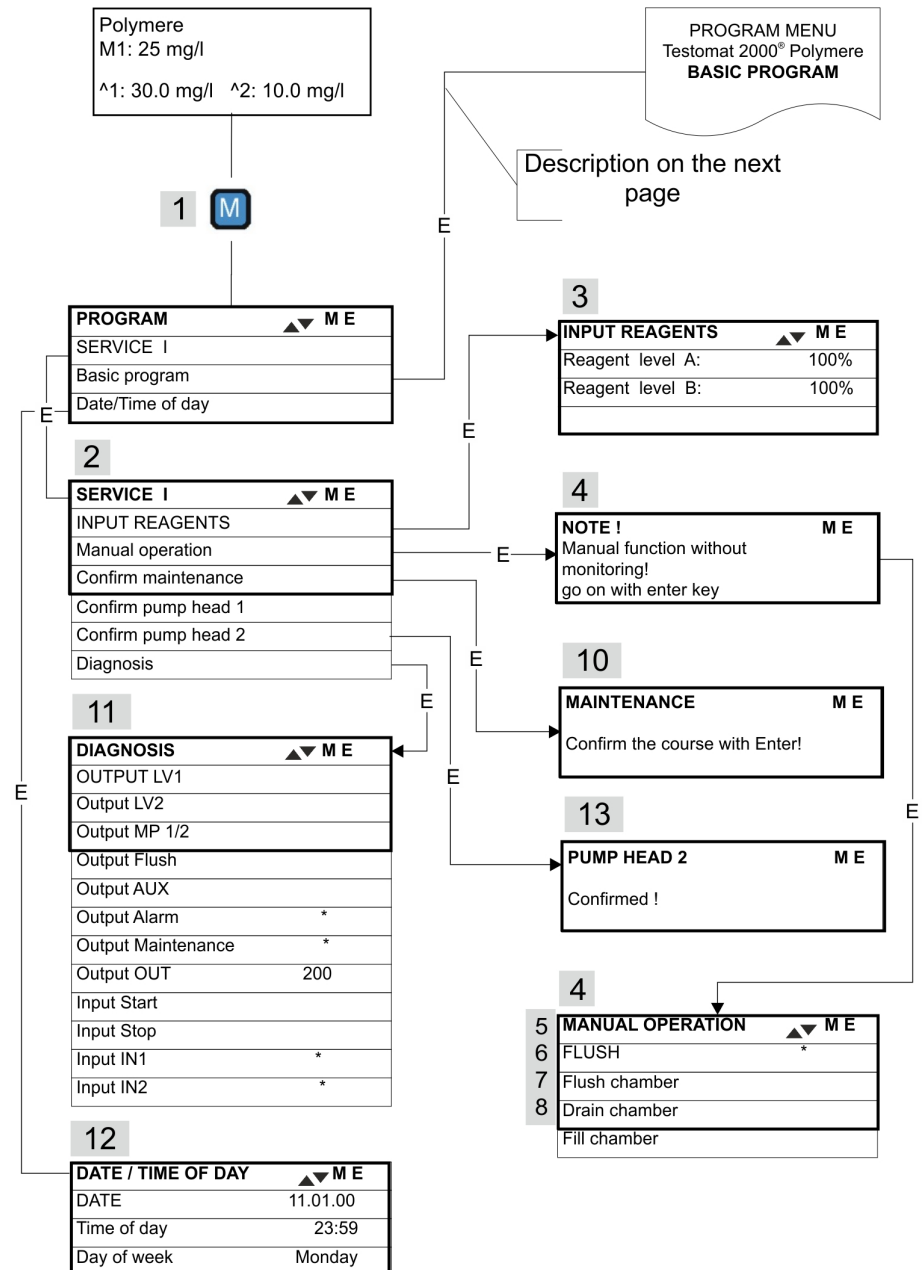 Polymere
M1: 25 mg/l
^1: 30.0 mg/l ^2: 10.0 mg/l
PROGRAM MENU
Testomat 2000® Polymere
BASIC PROGRAM
Description on the next
page
1 M
E
PROGRAM ▲▼ M E
SERVICE I
Basic program
Date/Time of day
E
2
SERVICE I ▲▼ M E
INPUT REAGENTS
Manual operation
Confirm maintenance
Confirm pump head 1
Confirm pump head 2
Diagnosis
E
3
INPUT REAGENTS ▲▼ M E
Reagent level A: 100%
Reagent level B: 100%
E
4
NOTE ! M E
Manual function without
monitoring!
go on with enter key
E
10
MAINTENANCE M E
Confirm the course with Enter!
E
13
PUMP HEAD 2 M E
Confirmed !
E
11
DIAGNOSIS ▲▼ M E
OUTPUT LV1
Output LV2
Output MP 1/2
Output Flush
Output AUX
Output Alarm *
Output Maintenance *
Output OUT 200
Input Start
Input Stop
Input IN1 *
Input IN2 *
E
4
5 MANUAL OPERATION ▲▼ M E
6 FLUSH *
7 Flush chamber
8 Drain chamber
Fill chamber
E
12
DATE / TIME OF DAY ▲▼ M E
DATE 11.01.00
Time of day 23:59
Day of week Monday